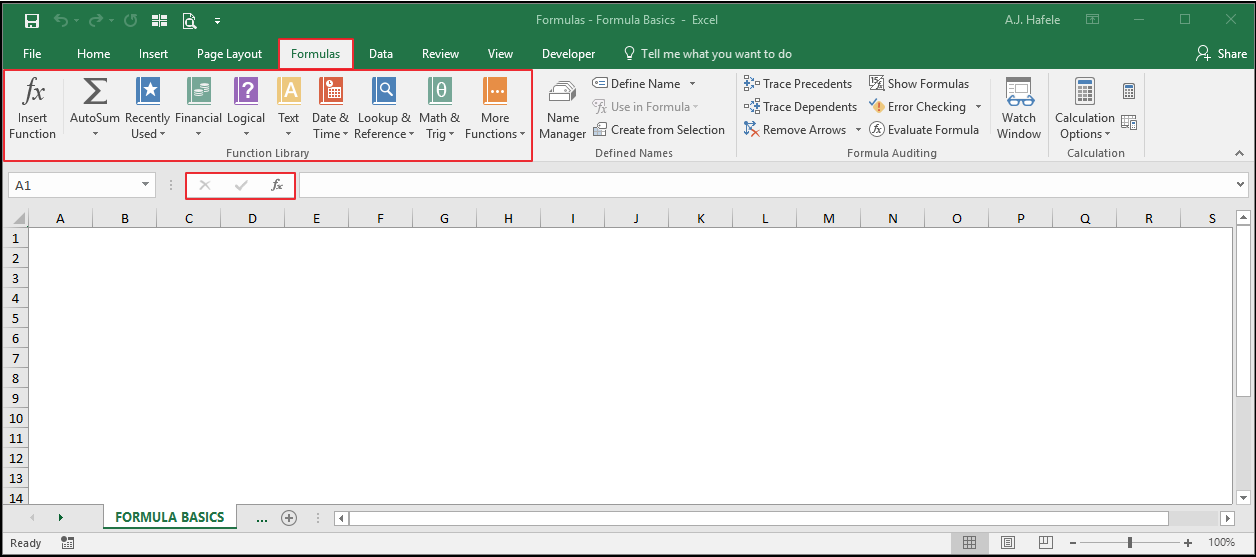 Formulas - Formula Basics - Excel
A.J. Hafele
File Home Insert Page Layout Formulas Data Review View Developer Tell me what you want to do Share
fx Σ ? A θ
Insert Function
AutoSum
Recently Used
Financial
Logical
Text
Date & Time
Lookup & Reference
Math & Trig
More Functions
Function Library
Name Manager
Define Name
Use in Formula
Create from Selection
Defined Names
Trace Precedents
Trace Dependents
Remove Arrows
Show Formulas
Error Checking
Evaluate Formula
Formula Auditing
Watch Window
Calculation Options
Calculation
A1 fx
A B C D E F G H I J K L M N O P Q R S
1
2
3
4
5
6
7
8
9
10
11
12
13
14
FORMULA BASICS ...
Ready 100%